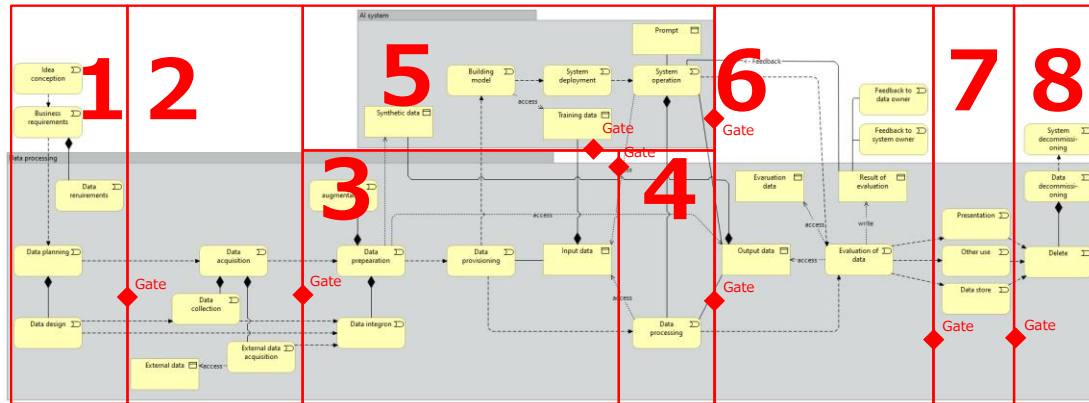 AI system
Prompt
Idea
conception
Building
model
System
deployment
System
operation
<- Feedback
access
Feedback to
data owner
Synthetic data
Training data
Business
requirements
Feedback to
system owner
System
decommissi-
oning
Data processing
Data
reruirements
Evaruation
data
Result of
evaluation
Data
decommissi-
oning
access
access
write
Presentation
Data planning
Data
acquisition
Data
prepearation
Data
provisioning
Input data
Output data
access
Evaluation of
data
Other use
Delete
Data
collection
access
Data store
Data design
Data integron
Data
processing
External data
acquisition
External data
access
1
2
3
4
5
6
7
8
Gate
Gate
Gate
Gate
Gate
Gate
Gate
Gate